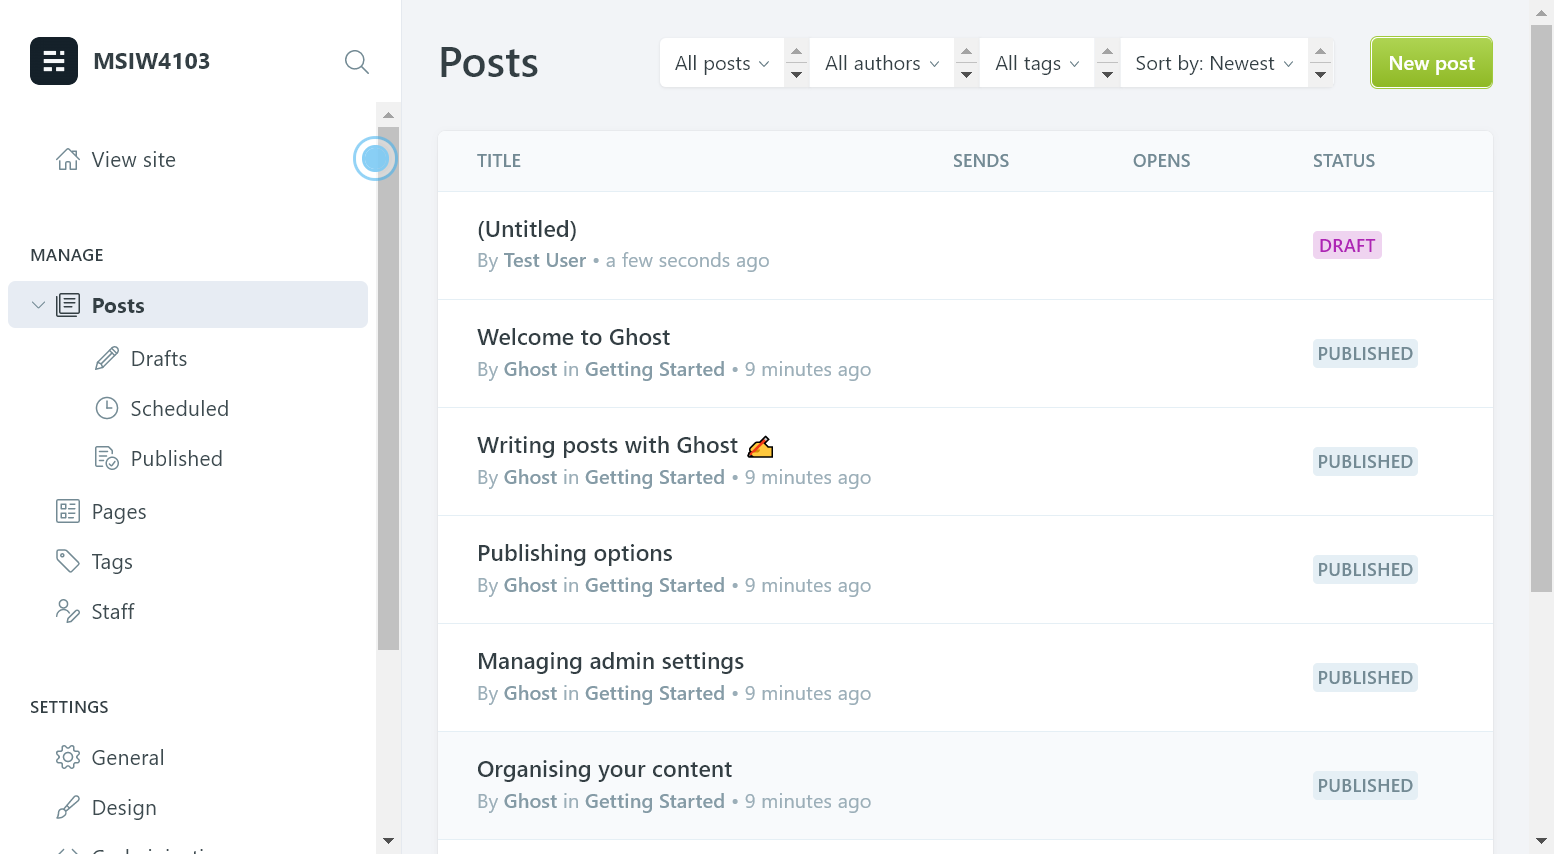 MSIW4103
View site
MANAGE
Posts
Drafts
Scheduled
Published
Pages
Tags
Staff
SETTINGS
General
Design
Posts
All posts
All authors
All tags
Sort by: Newest
New post
TITLE SENDS OPENS STATUS
(Untitled)
By Test User • a few seconds ago
DRAFT
Welcome to Ghost
By Ghost in Getting Started • 9 minutes ago
PUBLISHED
Writing posts with Ghost ✍
By Ghost in Getting Started • 9 minutes ago
PUBLISHED
Publishing options
By Ghost in Getting Started • 9 minutes ago
PUBLISHED
Managing admin settings
By Ghost in Getting Started • 9 minutes ago
PUBLISHED
Organising your content
By Ghost in Getting Started • 9 minutes ago
PUBLISHED